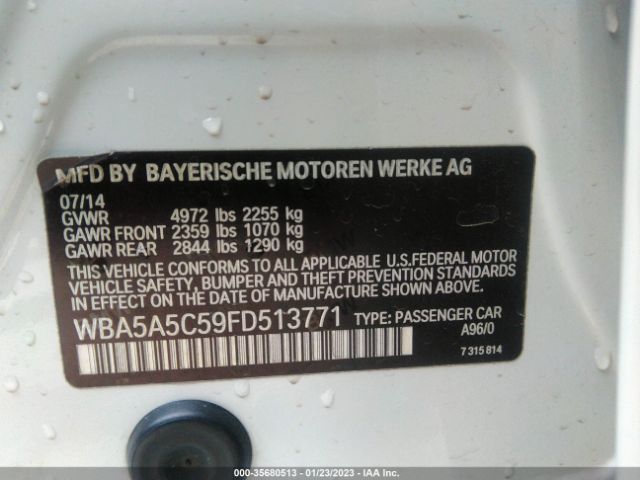 MFD BY BAYERISCHE MOTOREN WERKE AG
07/14
GVWR 4972 lbs 2255 kg
GAWR FRONT 2359 lbs 1070 kg
GAWR REAR 2844 lbs 1290 kg
THIS VEHICLE CONFORMS TO ALL APPLICABLE U.S.FEDERAL MOTOR
VEHICLE SAFETY, BUMPER AND THEFT PREVENTION STANDARDS
IN EFFECT ON THE DATE OF MANUFACTURE SHOWN ABOVE.
WBA5A5C59FD513771 TYPE: PASSENGER CAR
A96/0
7 315 814
000-35680513 - 01/23/2023 - IAA Inc.